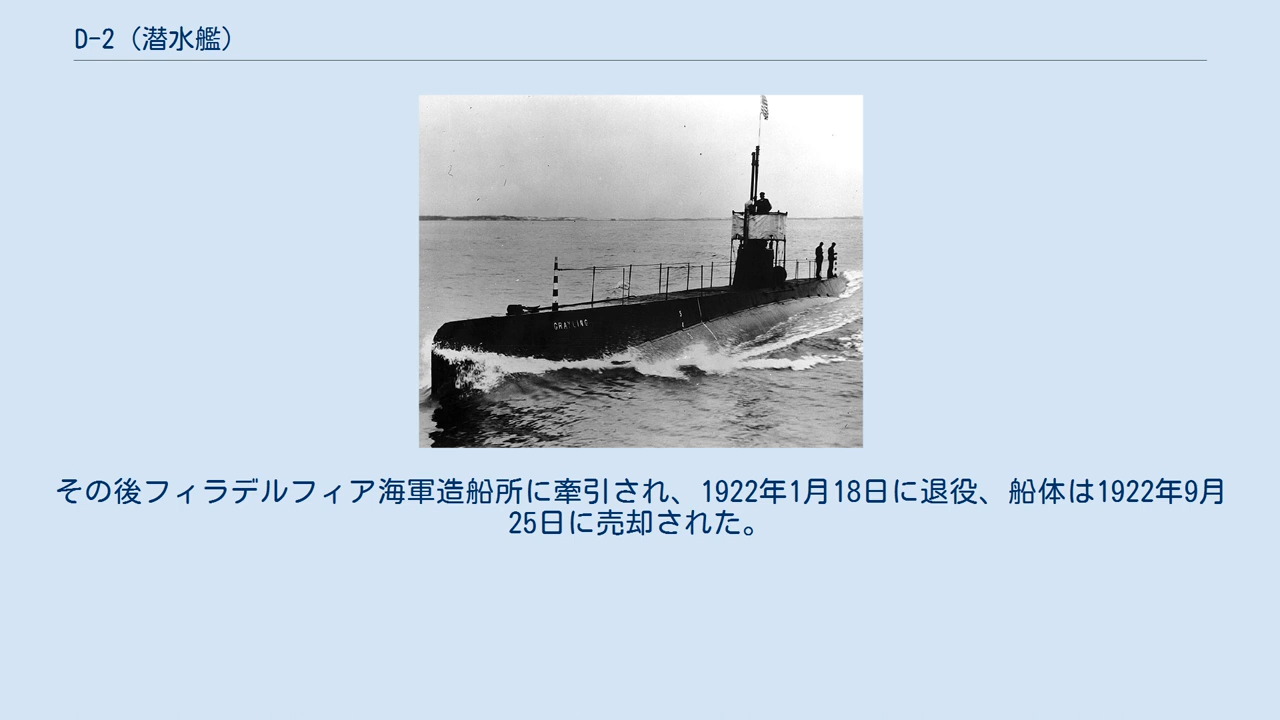 D-2（潜水艦）
GRAYLING
その後フィラデルフィア海軍造船所に牽引され、1922年1月18日に退役、船体は1922年9月
25日に売却された。